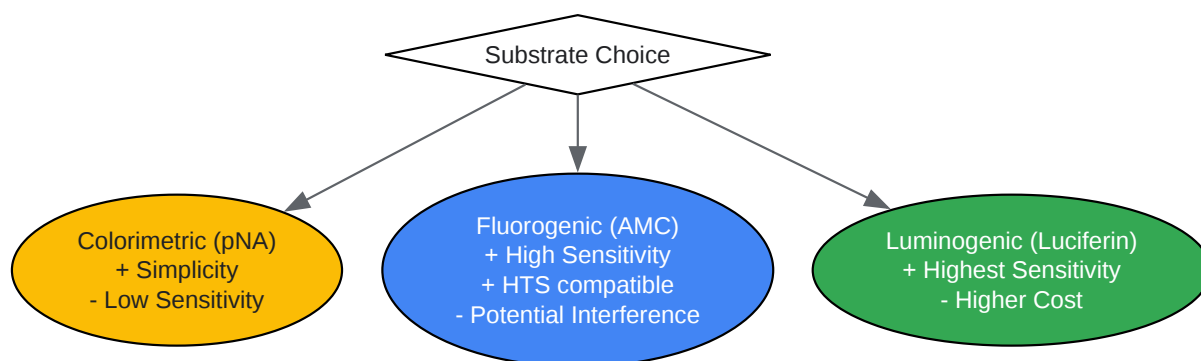 Substrate Choice
Colorimetric (pNA)
+ Simplicity
- Low Sensitivity
Fluorogenic (AMC)
+ High Sensitivity
+ HTS compatible
- Potential Interference
Luminogenic (Luciferin)
+ Highest Sensitivity
- Higher Cost